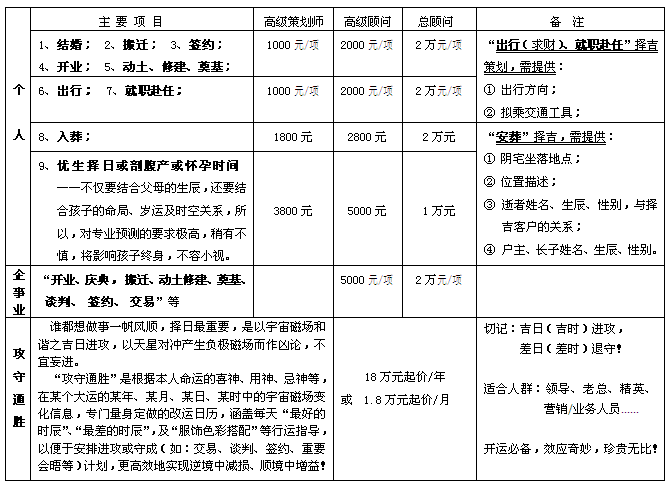 主 要 项 目
高级策划师
高级顾问
总顾问
备 注
个
人
1、结婚； 2、搬迁； 3、签约；
4、开业； 5、动土、修建、奠基；
1000 元/项
2000 元/项
2 万元/项
6、出行； 7、就职赴任；
1000 元/项
2000 元/项
2 万元/项
“出行（求财）、就职赴任”择吉
策划，需提供：
① 出行方向；
② 拟乘交通工具；
8、入葬；
1800 元
2800 元
2 万元
9、优生择日或剖腹产或怀孕时间
——不仅要结合父母的生辰，还要
结合孩子的命局、岁运及时空关系，所
以，对专业预测的要求极高，稍有不
慎，将影响孩子终身，不容小视。
3800 元
5000 元
1 万元
“安葬”择吉，需提供：
① 阴宅坐落地点；
② 位置描述；
③ 逝者姓名、生辰、性别，与择
吉客户的关系；
④ 户主、长子姓名、生辰、性别。
企
事
业
“开业、庆典，搬迁、动土修建、奠基、
谈判、 签约、 交易”等
5000 元/项
2 万元/项
攻
守
通
胜
谁都想做事一帆风顺，择日最重要，是以宇宙磁场和
谐之吉日进攻，以天星对冲产生负极磁场而作凶论，不
宜妄进。
“攻守通胜”是根据本人命运的喜神、用神、忌神等，
在某个大运的某年、某月、某日、某时中的宇宙磁场变
化信息，专门量身定做的改运日历，涵盖每天“最好的
时辰”、“最差的时辰”，及“服饰色彩搭配”等行运指导，
以便于安排进攻或守成（如：交易、谈判、签约、重要
会晤等）计划，更高效地实现逆境中减损、顺境中增益！
18 万元起价/年
或 1.8 万元起价/月
切记：吉日（吉时）进攻，
差日（差时）退守！
适合人群：领导、老总、精英、
营销/业务人员……
开运必备，效应奇妙，珍贵无比！